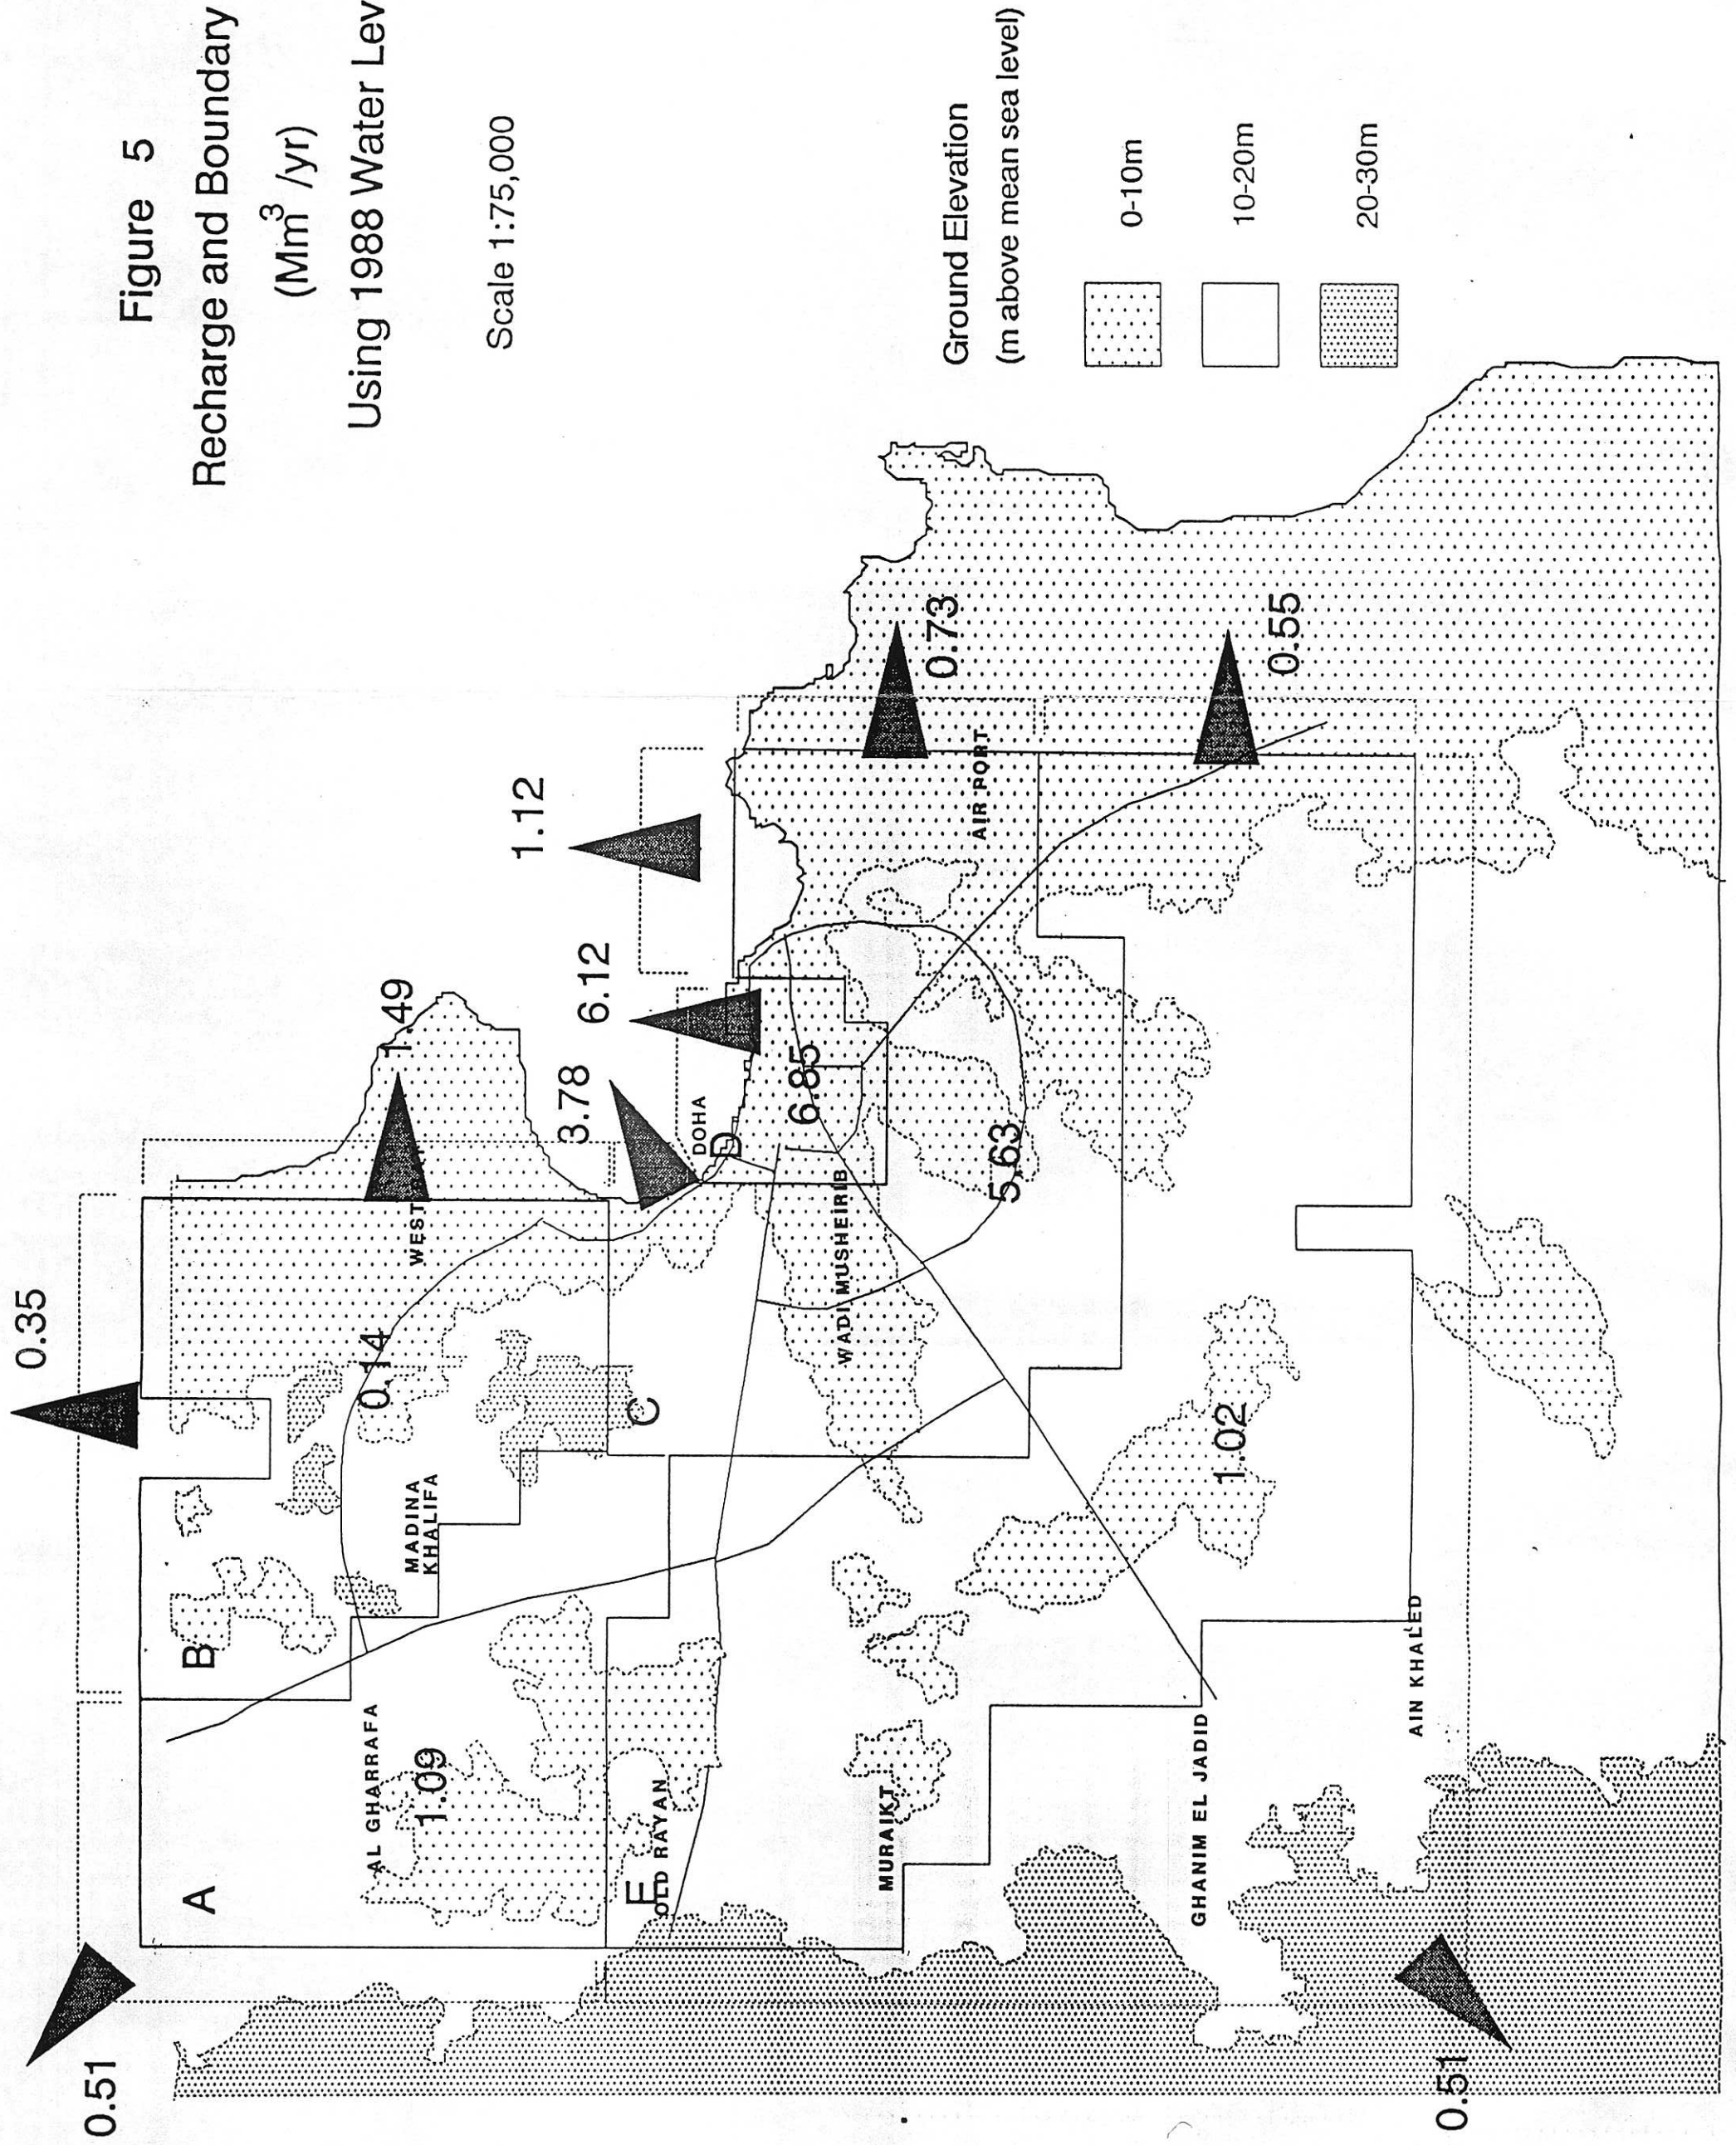 Figure 5
Recharge and Boundary
(Mm³ /yr)
Using 1988 Water Lev
Scale 1:75,000
Ground Elevation
(m above mean sea level)
0-10m
10-20m
20-30m
0.51
0.35
A
B
AL GHARRAFA
1.09
MADINA
KHALIFA
0.14
WEST
1.49
3.78
6.12
1.12
C
E
OLD RAYAN
DOHA
D
6.85
WADI MUSHEIRIB
MURAIKT
5.63
AIR PORT
0.73
0.55
1.02
GHANIM EL JADID
AIN KHALED
0.51